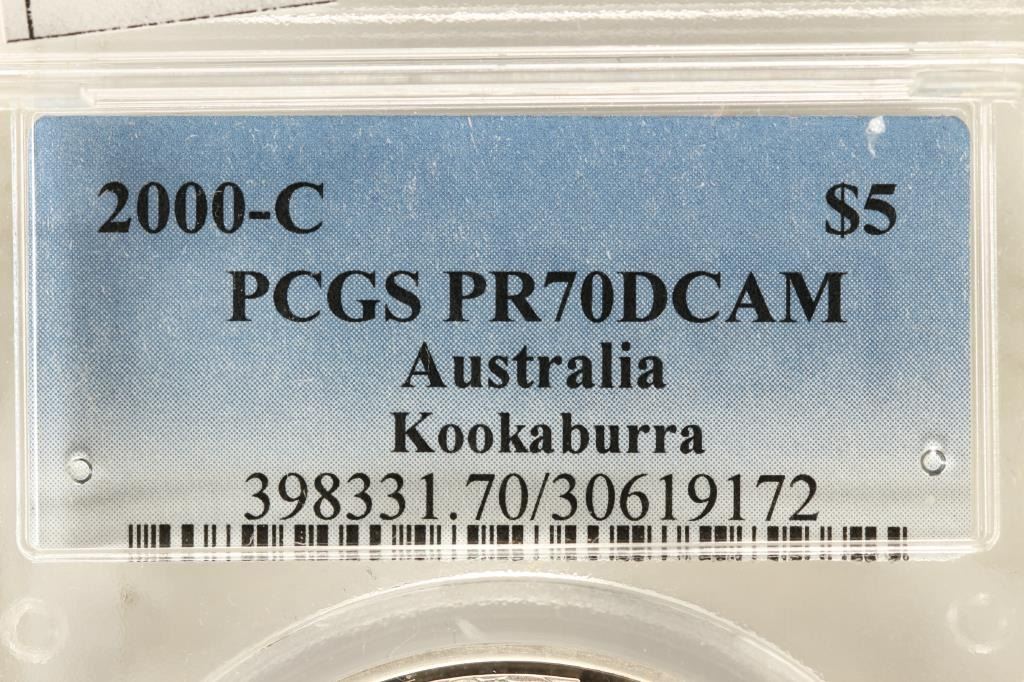 2000-C $5
PCGS PR70DCAM
Australia
Kookaburra
398331.70/30619172